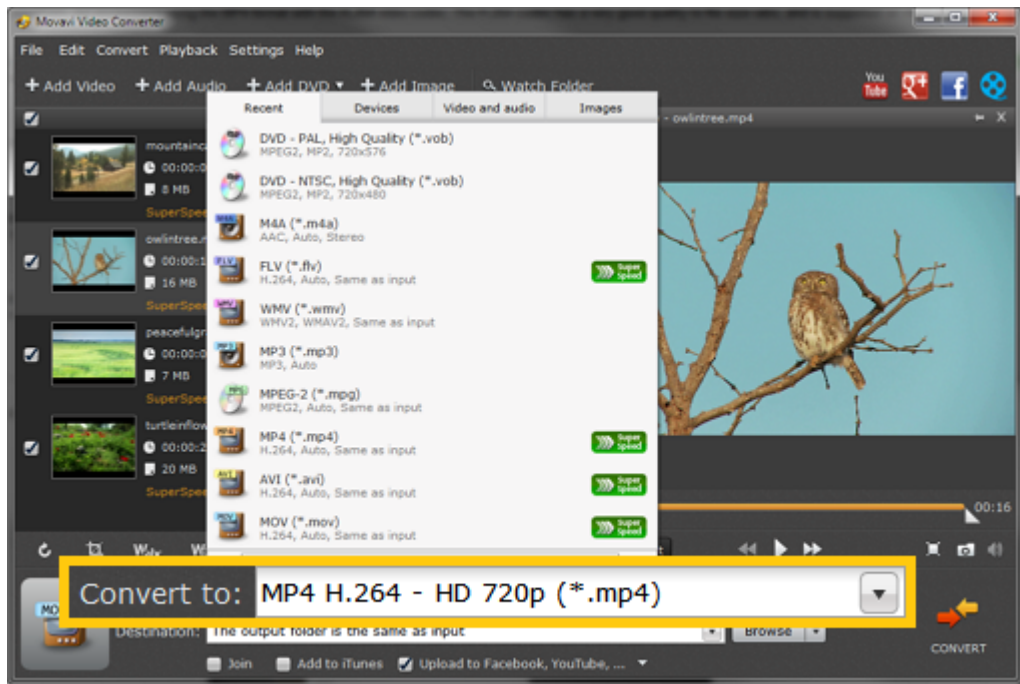 Movavi Video Converter
File Edit Convert Playback Settings Help
+ Add Video + Add Audio + Add DVD + Add Image Watch Folder
You Tube
Recent Devices Video and audio Images
- owlintree.mp4
DVD - PAL, High Quality (*.vob)
MPEG2, MP2, 720x576
DVD - NTSC, High Quality (*.vob)
MPEG2, MP2, 720x480
M4A (*.m4a)
AAC, Auto, Stereo
FLV (*.flv)
H.264, Auto, Same as input
Super Speed
WMV (*.wmv)
WMV2, WMAV2, Same as input
MP3 (*.mp3)
MP3, Auto
MPEG-2 (*.mpg)
MPEG2, Auto, Same as input
MP4 (*.mp4)
H.264, Auto, Same as input
Super Speed
AVI (*.avi)
H.264, Auto, Same as input
Super Speed
MOV (*.mov)
H.264, Auto, Same as input
Super Speed
mountainc
00:00:0
8 MB
SuperSpee
owlintree.r
00:00:1
16 MB
SuperSpee
peacefulgr
00:00:0
7 MB
SuperSpee
turtleinflow
00:00:2
20 MB
SuperSpee
00:16
Convert to: MP4 H.264 - HD 720p (*.mp4)
Destination: The output folder is the same as input Browse
Join Add to iTunes Upload to Facebook, YouTube, ...
CONVERT